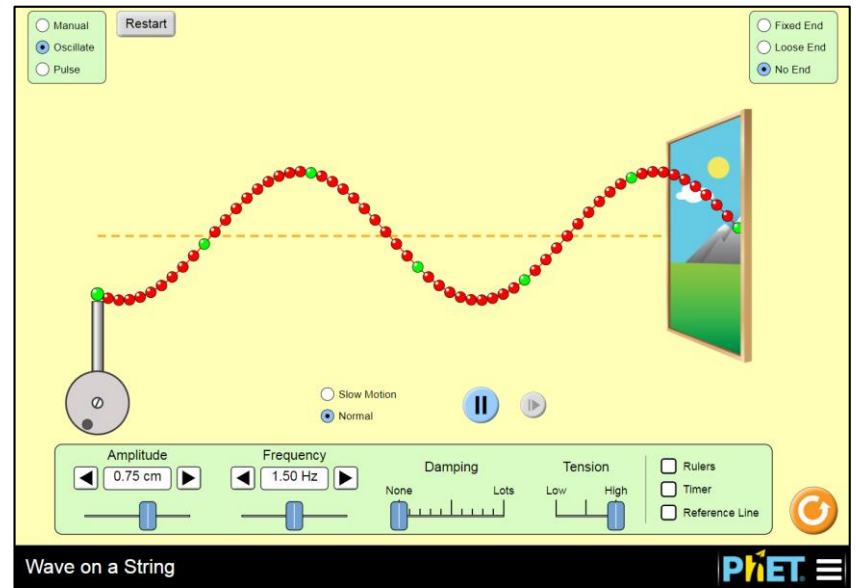 Manual
Restart
Oscillate
Pulse
Fixed End
Loose End
No End
Slow Motion
Normal
Amplitude
0.75 cm
Frequency
1.50 Hz
Damping
None
Lots
Tension
Low
High
Rulers
Timer
Reference Line
Wave on a String
PhET